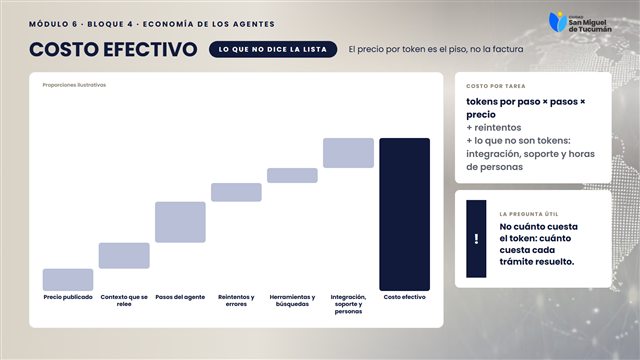 MÓDULO 6 · BLOQUE 4 · ECONOMÍA DE LOS AGENTES
COSTO EFECTIVO
LO QUE NO DICE LA LISTA
El precio por token es el piso, no la factura
Ciudad
San Miguel
de Tucumán
Proporciones ilustrativas
Precio publicado
Contexto que se
relee
Pasos del agente
Reintentos y
errores
Herramientas y
búsquedas
Integración,
soporte y
personas
Costo efectivo
COSTO POR TAREA
tokens por paso × pasos ×
precio
+ reintentos
+ lo que no son tokens:
integración, soporte y horas
de personas
!
LA PREGUNTA ÚTIL
No cuánto cuesta
el token: cuánto
cuesta cada
trámite resuelto.